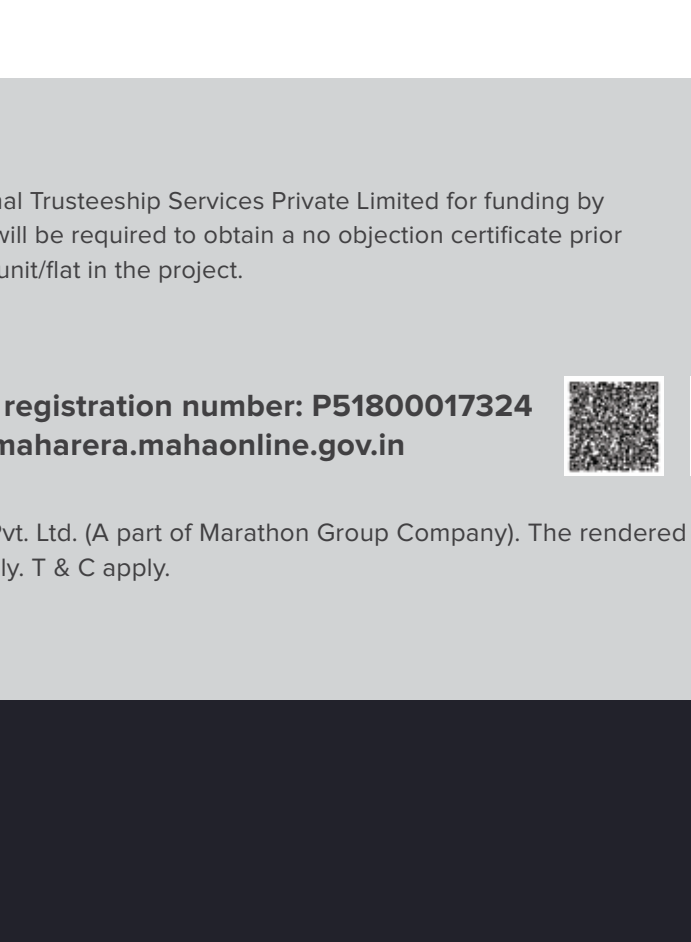 nal Trusteeship Services Private Limited for funding by
will be required to obtain a no objection certificate prior
unit/flat in the project.
registration number: P51800017324
maharera.mahaonline.gov.in
Pvt. Ltd. (A part of Marathon Group Company). The rendered
ly. T & C apply.